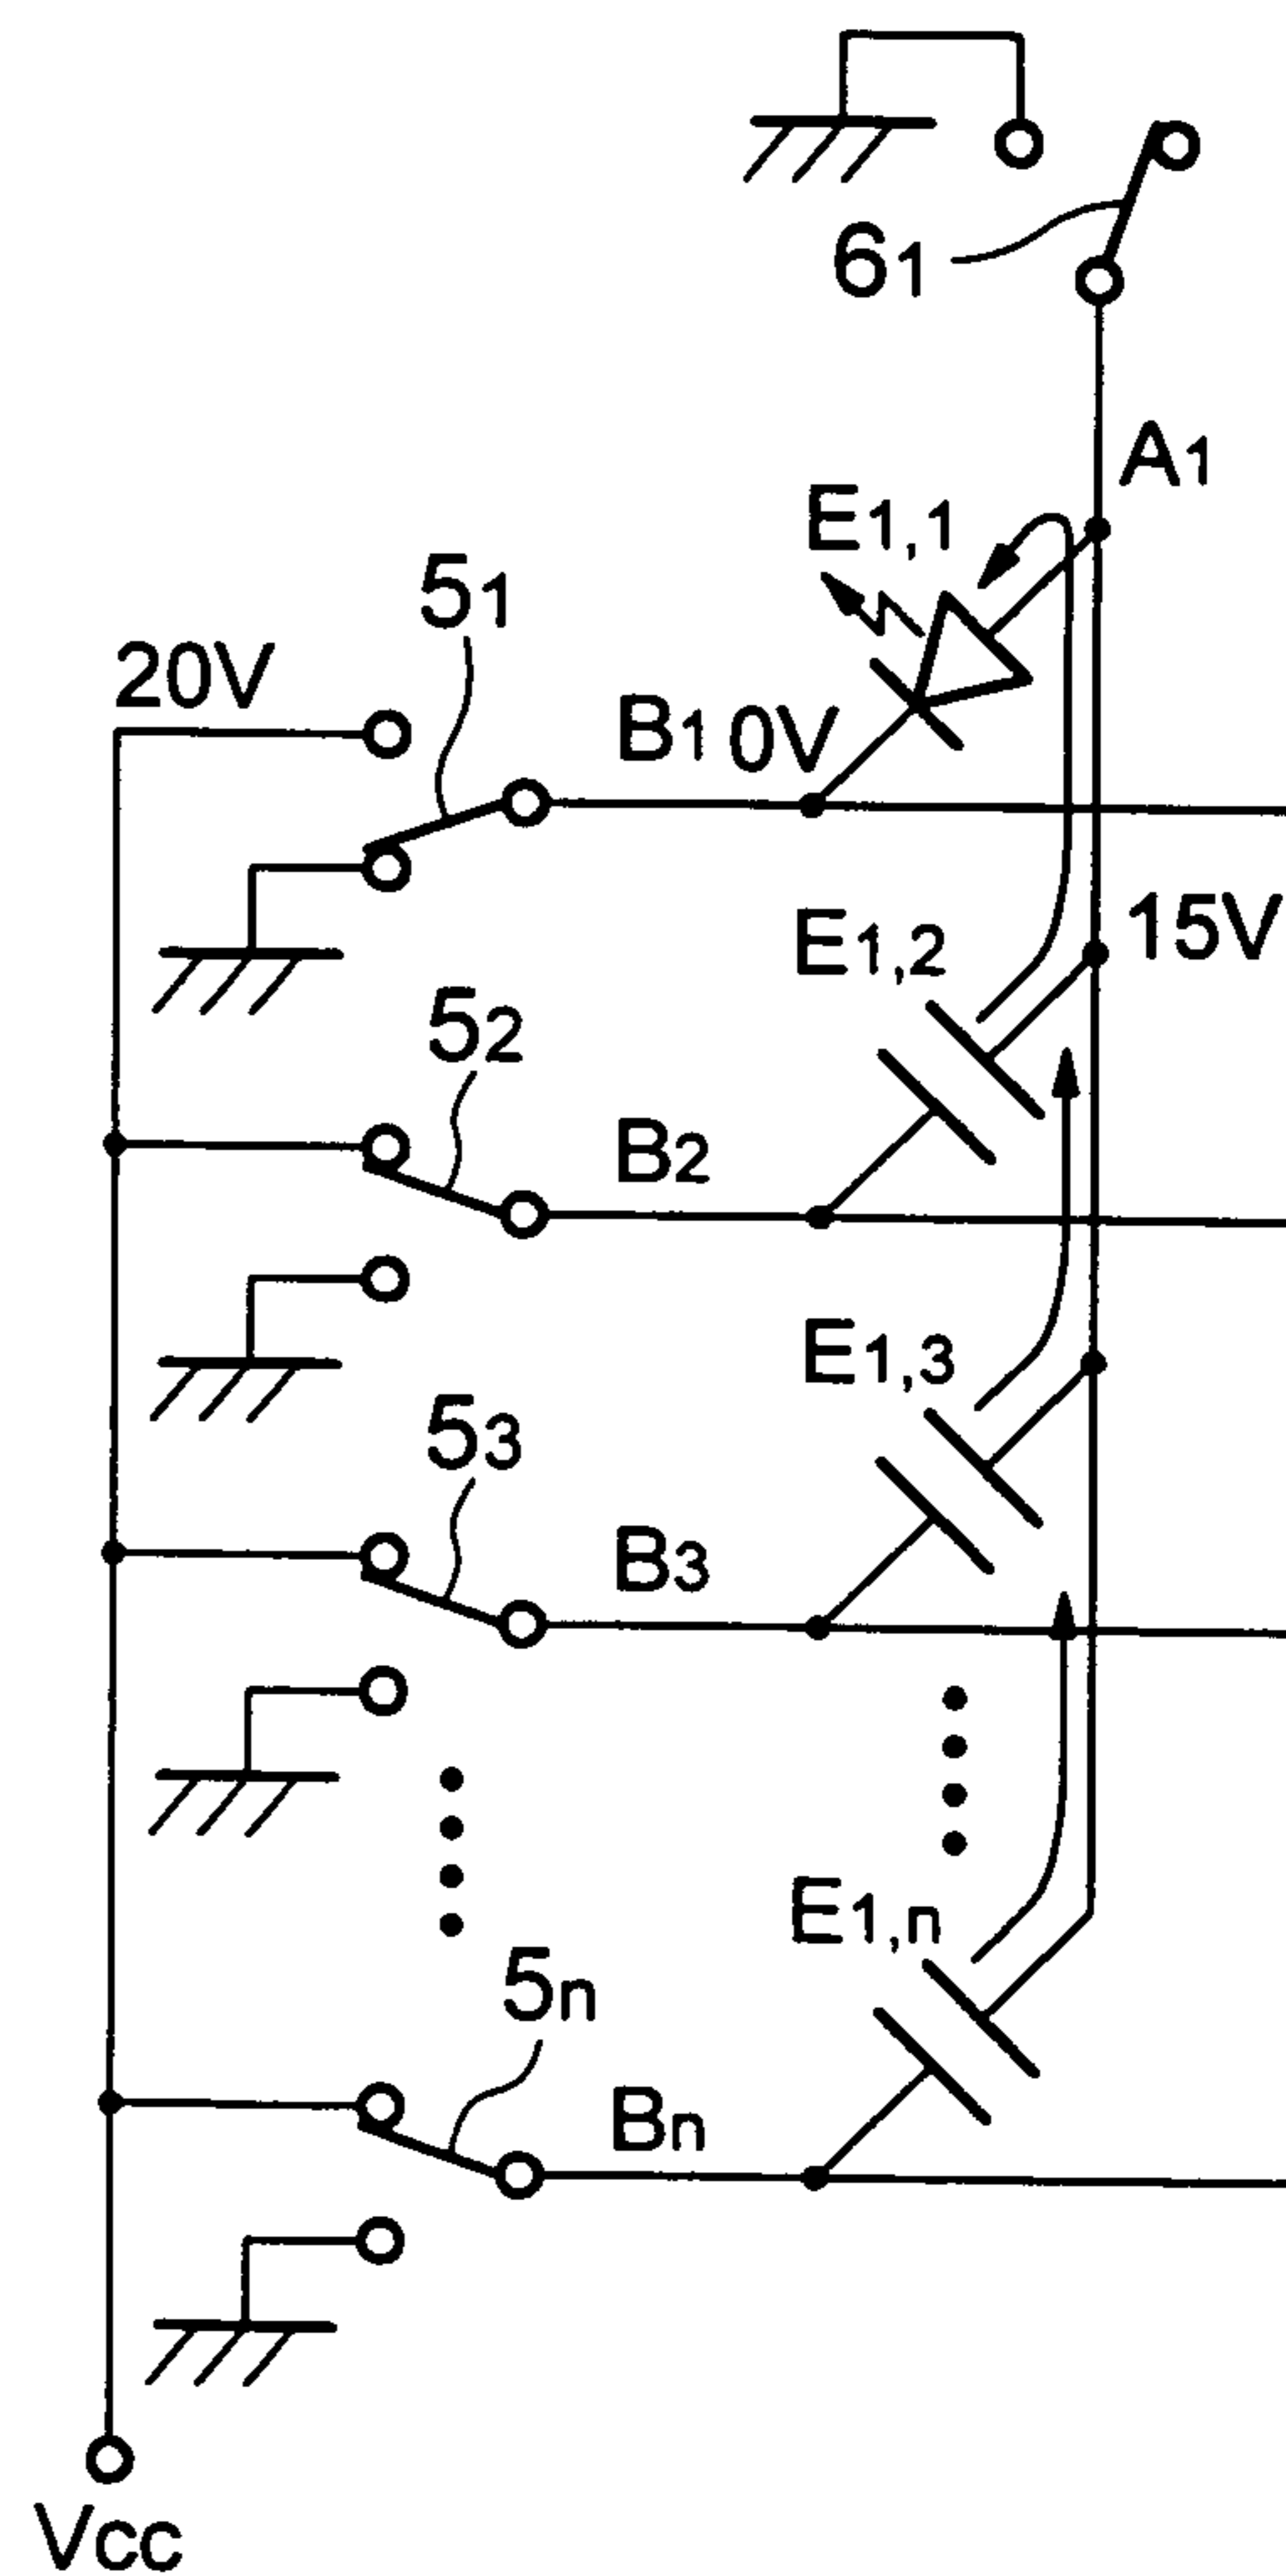 6₁
A₁
E₁,₁
5₁
20V
B₁ 0V
15V
E₁,₂
5₂
B₂
E₁,₃
5₃
B₃
E₁,n
5n
Bn
Vcc